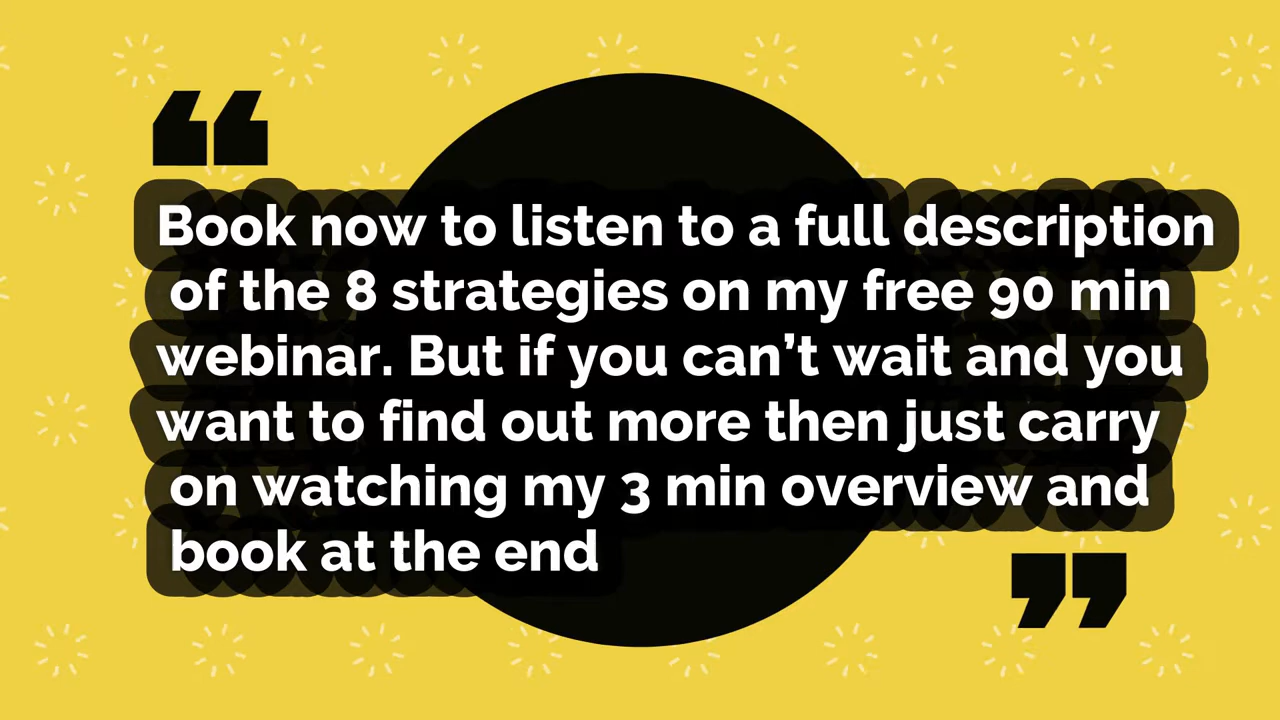 “
Book now to listen to a full description
of the 8 strategies on my free 90 min
webinar. But if you can’t wait and you
want to find out more then just carry
on watching my 3 min overview and
book at the end
”